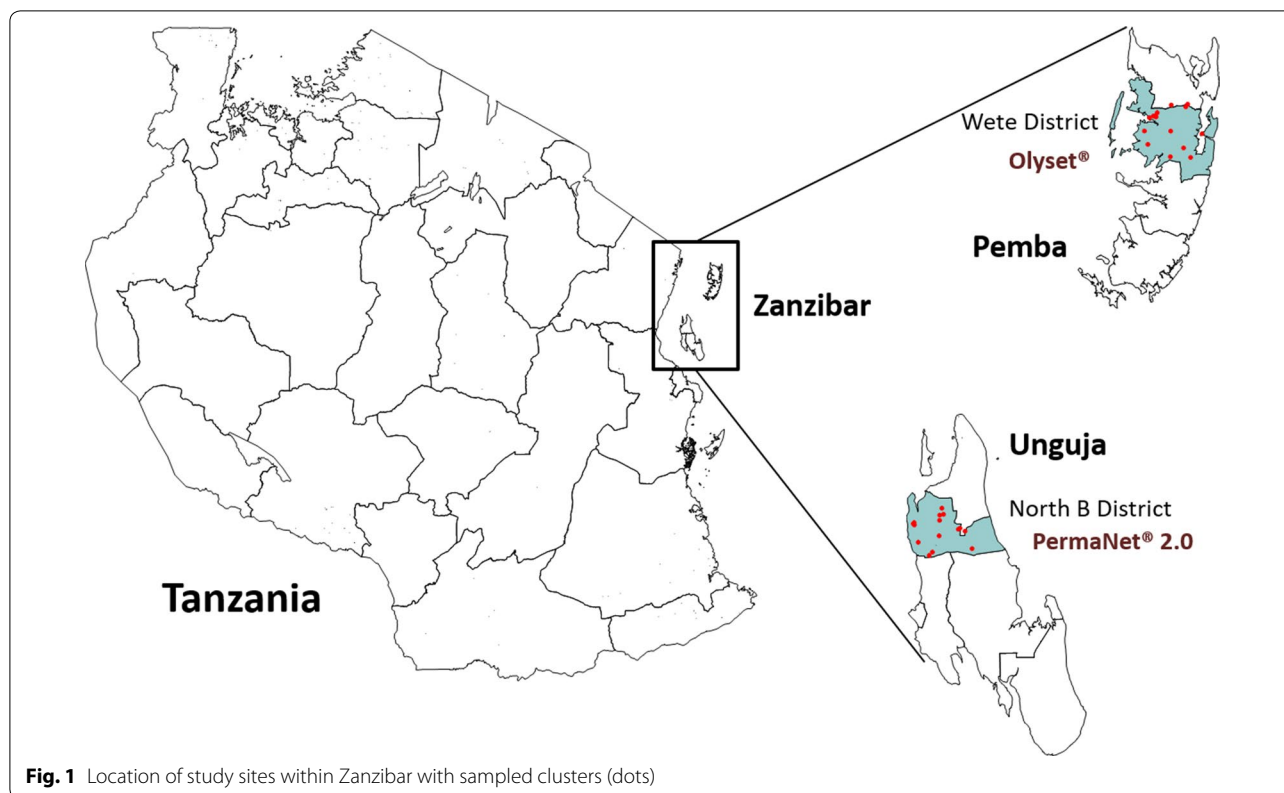 Wete District
Olyset®
Pemba
Zanzibar
Unguja
North B District
PermaNet® 2.0
Tanzania
Fig. 1 Location of study sites within Zanzibar with sampled clusters (dots)